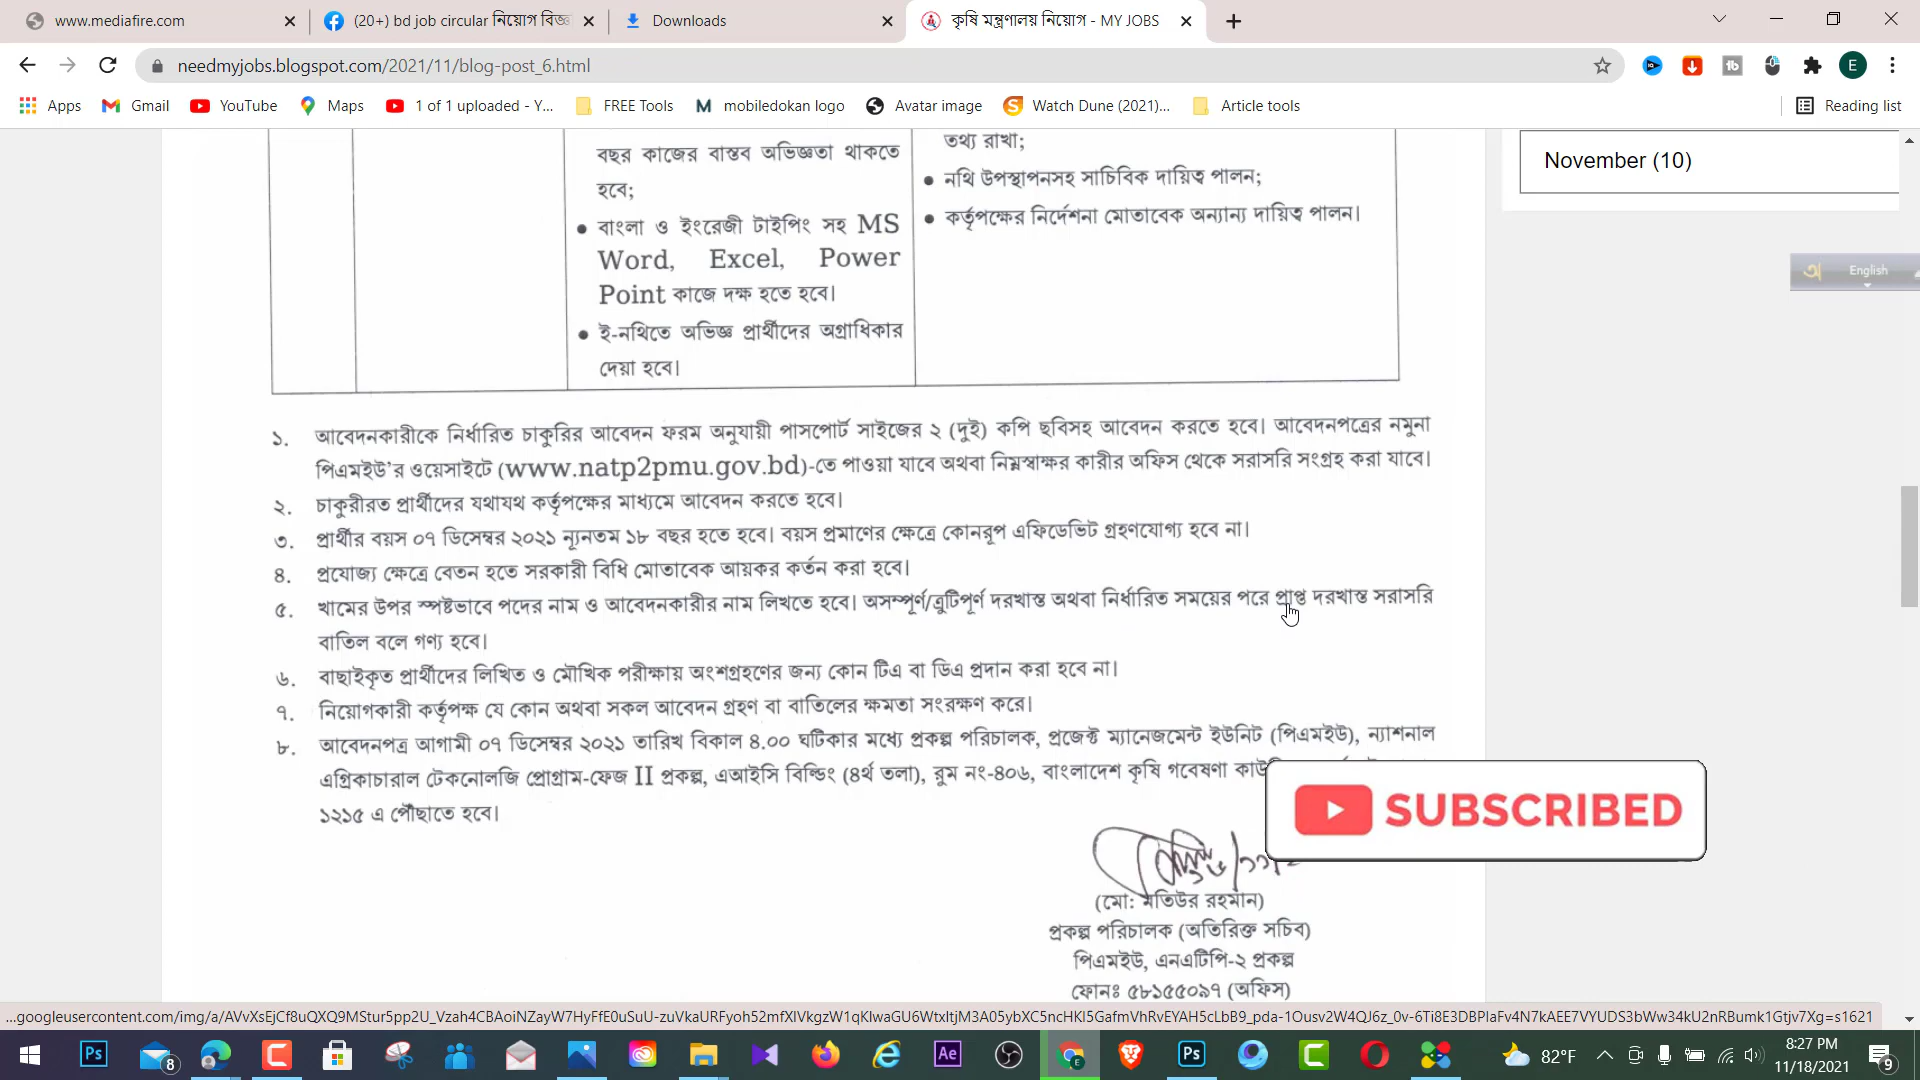 www.mediafire.com
(20+) bd job circular নিয়োগ বিজ্ঞ
Downloads
কৃষি মন্ত্রণালয় নিয়োগ - MY JOBS
needmyjobs.blogspot.com/2021/11/blog-post_6.html
E
Apps
Gmail
YouTube
Maps
1 of 1 uploaded - Y...
FREE Tools
mobiledokan logo
Avatar image
Watch Dune (2021)...
Article tools
Reading list
বছর কাজের বাস্তব অভিজ্ঞতা থাকতে
হবে;
বাংলা ও ইংরেজী টাইপিং সহ MS
Word, Excel, Power
Point কাজে দক্ষ হতে হবে।
ই-নথিতে অভিজ্ঞ প্রার্থীদের অগ্রাধিকার
দেয়া হবে।
তথ্য রাখা;
নথি উপস্থাপনসহ সাচিবিক দায়িত্ব পালন;
কর্তৃপক্ষের নির্দেশনা মোতাবেক অন্যান্য দায়িত্ব পালন।
November (10)
অ English
১. আবেদনকারীকে নির্ধারিত চাকুরির আবেদন ফরম অনুযায়ী পাসপোর্ট সাইজের ২ (দুই) কপি ছবিসহ আবেদন করতে হবে। আবেদনপত্রের নমুনা
পিএমইউ'র ওয়েসাইটে (www.natp2pmu.gov.bd)-তে পাওয়া যাবে অথবা নিম্নস্বাক্ষর কারীর অফিস থেকে সরাসরি সংগ্রহ করা যাবে।
২. চাকুরীরত প্রার্থীদের যথাযথ কর্তৃপক্ষের মাধ্যমে আবেদন করতে হবে।
৩. প্রার্থীর বয়স ০৭ ডিসেম্বর ২০২১ ন্যূনতম ১৮ বছর হতে হবে। বয়স প্রমাণের ক্ষেত্রে কোনরূপ এফিডেভিট গ্রহণযোগ্য হবে না।
৪. প্রযোজ্য ক্ষেত্রে বেতন হতে সরকারী বিধি মোতাবেক আয়কর কর্তন করা হবে।
৫. খামের উপর স্পষ্টভাবে পদের নাম ও আবেদনকারীর নাম লিখতে হবে। অসম্পূর্ণ/ত্রুটিপূর্ণ দরখাস্ত অথবা নির্ধারিত সময়ের পরে প্রাপ্ত দরখাস্ত সরাসরি
বাতিল বলে গণ্য হবে।
৬. বাছাইকৃত প্রার্থীদের লিখিত ও মৌখিক পরীক্ষায় অংশগ্রহণের জন্য কোন টিএ বা ডিএ প্রদান করা হবে না।
৭. নিয়োগকারী কর্তৃপক্ষ যে কোন অথবা সকল আবেদন গ্রহণ বা বাতিলের ক্ষমতা সংরক্ষণ করে।
৮. আবেদনপত্র আগামী ০৭ ডিসেম্বর ২০২১ তারিখ বিকাল ৪.০০ ঘটিকার মধ্যে প্রকল্প পরিচালক, প্রজেক্ট ম্যানেজমেন্ট ইউনিট (পিএমইউ), ন্যাশনাল
এগ্রিকাচারাল টেকনোলজি প্রোগ্রাম-ফেজ II প্রকল্প, এআইসি বিল্ডিং (৪র্থ তলা), রুম নং-৪০৬, বাংলাদেশ কৃষি গবেষণা
১২১৫ এ পৌঁছাতে হবে।
SUBSCRIBED
(মো: মতিউর রহমান)
প্রকল্প পরিচালক (অতিরিক্ত সচিব)
পিএমইউ, এনএটিপি-২ প্রকল্প
ফোনঃ ৫৮১৫৫০৯৭ (অফিস)
8
82°F
8:27 PM
11/18/2021
9